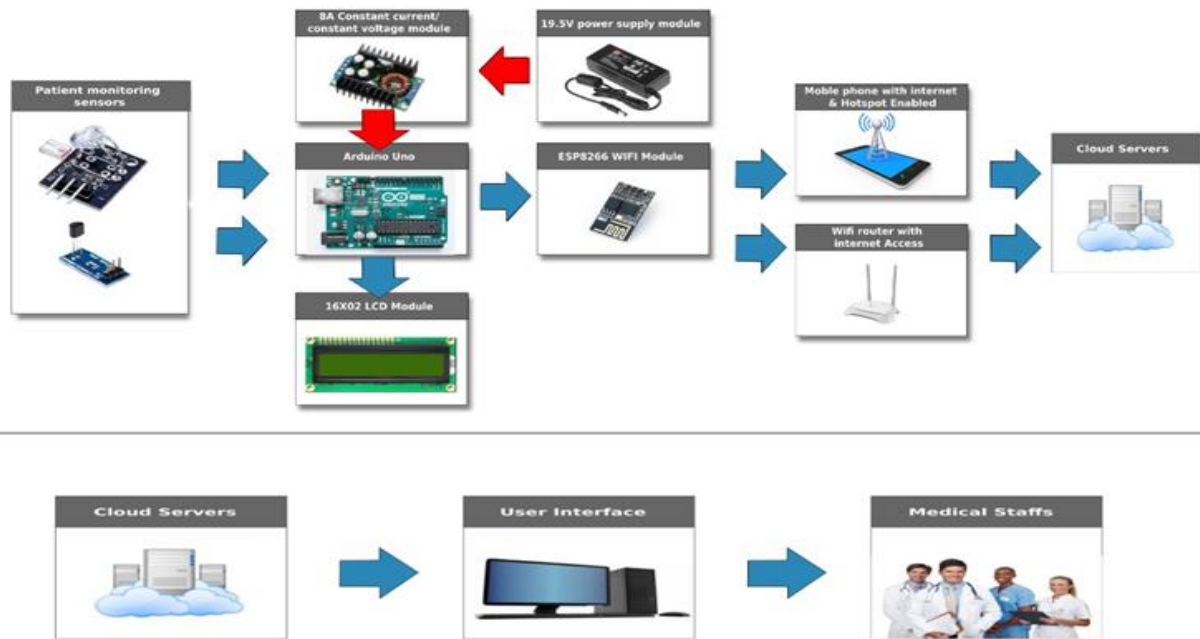 8A Constant current/
constant voltage module
19.5V power supply module
Patient monitoring
sensors
Moble phone with internet
& Hotspot Enabled
Arduino Uno
ESP8266 WIFI Module
Cloud Servers
Wifi router with
internet Access
16X02 LCD Module
Cloud Servers
User Interface
Medical Staffs